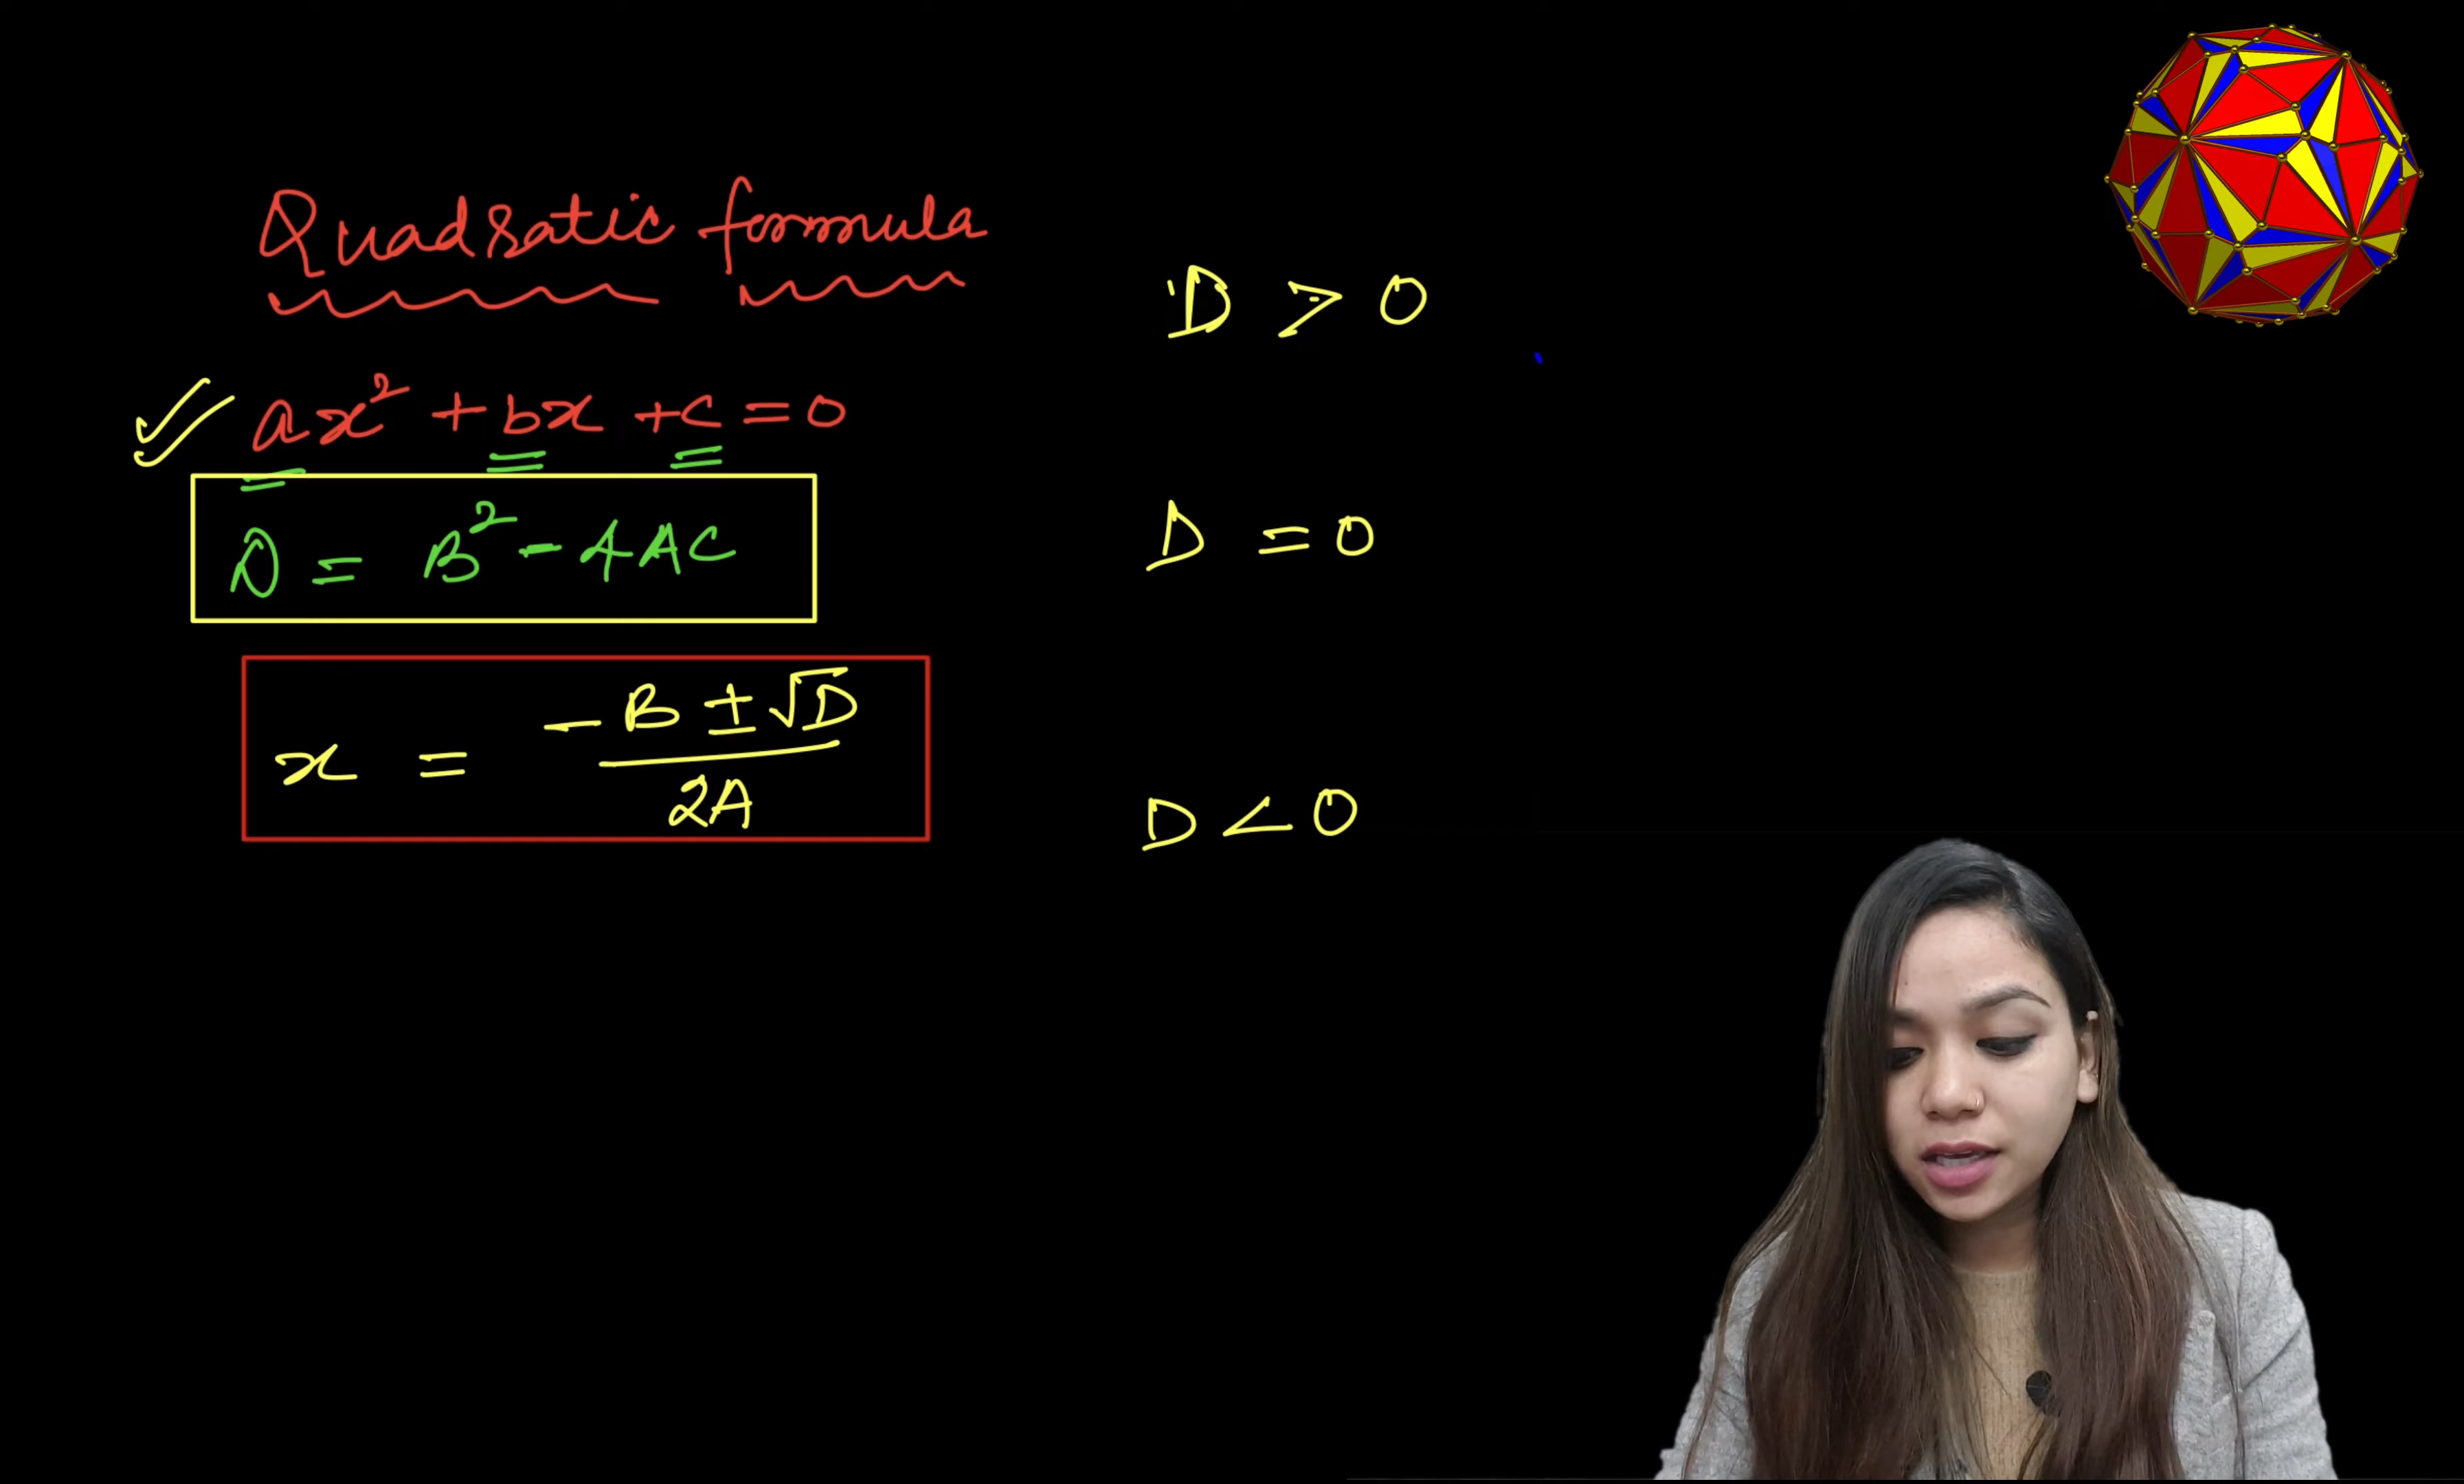 Quadratic formula
ax² + bx + c = 0
D = B² - 4AC
x = -B ± √D / 2A
D > 0
D = 0
D < 0